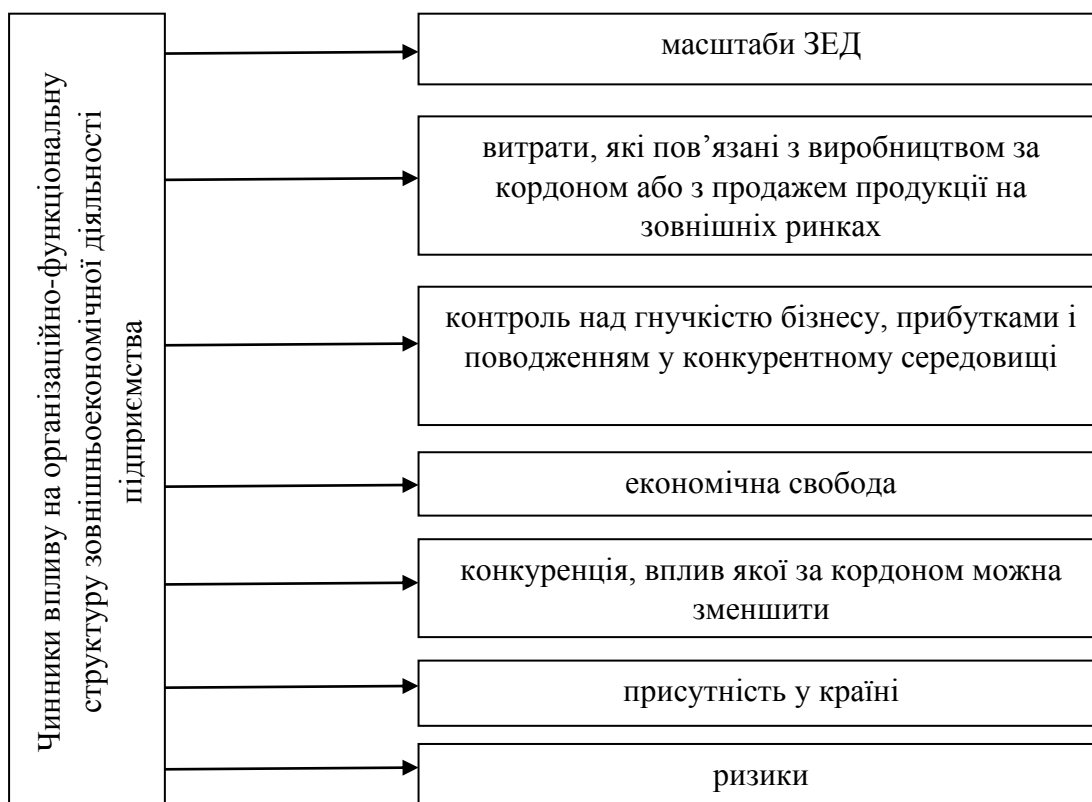 Чинники впливу на організаційно-функціональну
структуру зовнішньоекономічної діяльності
підприємства
масштаби ЗЕД
витрати, які пов’язані з виробництвом за
кордоном або з продажем продукції на
зовнішніх ринках
контроль над гнучкістю бізнесу, прибутками і
поводженням у конкурентному середовищі
економічна свобода
конкуренція, вплив якої за кордоном можна
зменшити
присутність у країні
ризики